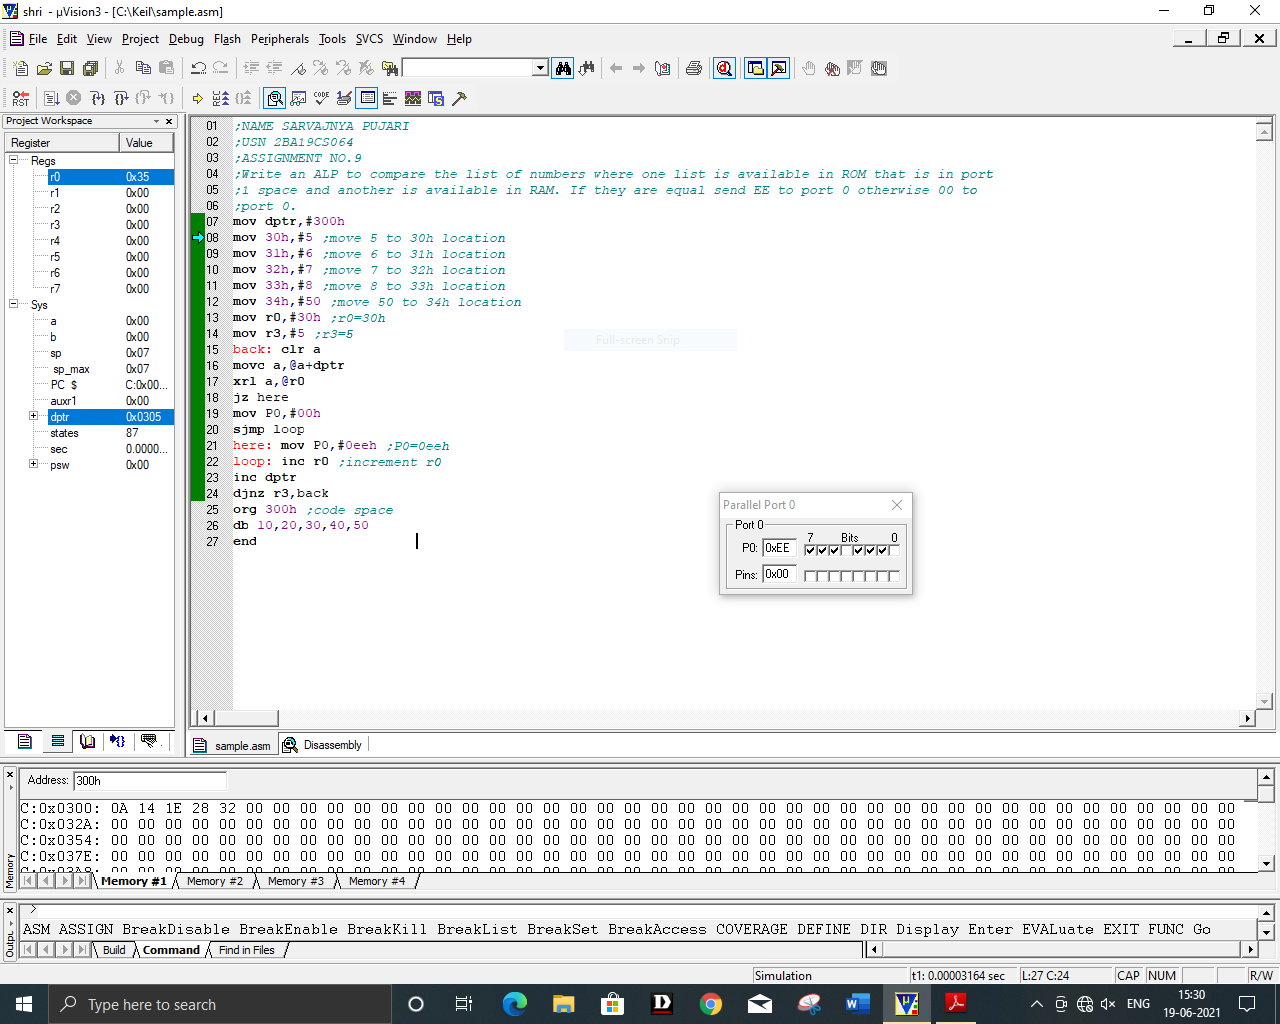 shri - µVision3 - [C:\Keil\sample.asm]
File Edit View Project Debug Flash Peripherals Tools SVCS Window Help
Project Workspace
Register Value
Regs
r0 0x35
r1 0x00
r2 0x00
r3 0x00
r4 0x00
r5 0x00
r6 0x00
r7 0x00
Sys
a 0x00
b 0x00
sp 0x07
sp_max 0x07
PC $ C:0x00...
auxr1 0x00
dptr 0x0305
states 87
sec 0.0000...
psw 0x00
01 ;NAME SARVAJNYA PUJARI
02 ;USN 2BA19CS064
03 ;ASSIGNMENT NO.9
04 ;Write an ALP to compare the list of numbers where one list is available in ROM that is in port
05 ;1 space and another is available in RAM. If they are equal send EE to port 0 otherwise 00 to
06 ;port 0.
07 mov dptr,#300h
08 mov 30h,#5 ;move 5 to 30h location
09 mov 31h,#6 ;move 6 to 31h location
10 mov 32h,#7 ;move 7 to 32h location
11 mov 33h,#8 ;move 8 to 33h location
12 mov 34h,#50 ;move 50 to 34h location
13 mov r0,#30h ;r0=30h
14 mov r3,#5 ;r3=5
15 back: clr a
16 movc a,@a+dptr
17 xrl a,@r0
18 jz here
19 mov P0,#00h
20 sjmp loop
21 here: mov P0,#0eeh ;P0=0eeh
22 loop: inc r0 ;increment r0
23 inc dptr
24 djnz r3,back
25 org 300h ;code space
26 db 10,20,30,40,50
27 end
Full-screen Snip
Parallel Port 0
Port 0
7 Bits 0
P0: 0xEE
Pins: 0x00
sample.asm Disassembly
Address: 300h
C:0x0300: 0A 14 1E 28 32 00 00 00 00 00 00 00 00 00 00 00 00 00 00 00 00 00 00 00 00 00 00 00 00 00 00 00 00 00 00 00 00 00 00 00 00 00
C:0x032A: 00 00 00 00 00 00 00 00 00 00 00 00 00 00 00 00 00 00 00 00 00 00 00 00 00 00 00 00 00 00 00 00 00 00 00 00 00 00 00 00 00 00
C:0x0354: 00 00 00 00 00 00 00 00 00 00 00 00 00 00 00 00 00 00 00 00 00 00 00 00 00 00 00 00 00 00 00 00 00 00 00 00 00 00 00 00 00 00
C:0x037E: 00 00 00 00 00 00 00 00 00 00 00 00 00 00 00 00 00 00 00 00 00 00 00 00 00 00 00 00 00 00 00 00 00 00 00 00 00 00 00 00 00 00
Memory
Memory #1 Memory #2 Memory #3 Memory #4
>
ASM ASSIGN BreakDisable BreakEnable BreakKill BreakList BreakSet BreakAccess COVERAGE DEFINE DIR Display Enter EVALuate EXIT FUNC Go
Build Command Find in Files
Simulation t1: 0.00003164 sec L:27 C:24 CAP NUM R/W
Type here to search
ENG 15:30
19-06-2021